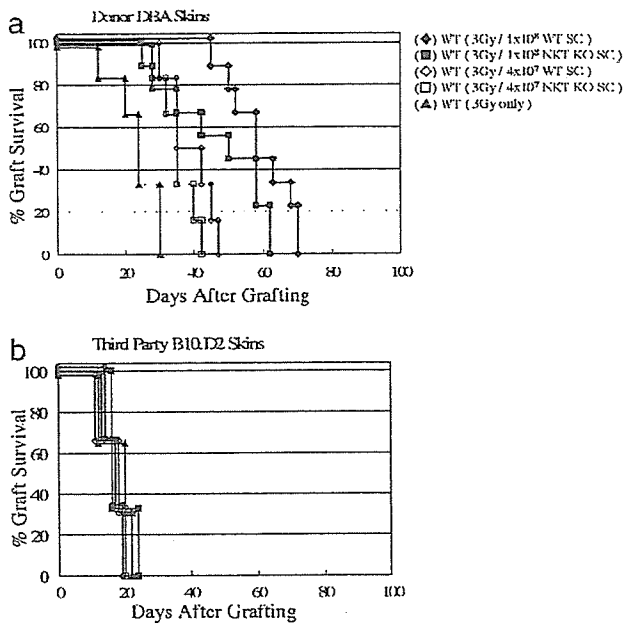 a
Donor DBA Skins
100
80
60
40
20
0
% Graft Survival
0 20 40 60 80 100
Days After Grafting
(◆) WT (3Gy/ 1x10⁸ WT SC)
(■) WT (3Gy/ 1x10⁸ NKT KO SC)
(◇) WT (3Gy/ 4x10⁷ WT SC)
(□) WT (3Gy/ 4x10⁷ NKT KO SC)
(▲) WT (3Gy only)
b
Third Party B10.D2 Skins
100
80
60
40
20
0
% Graft Survival
0 20 40 60 80 100
Days After Grafting